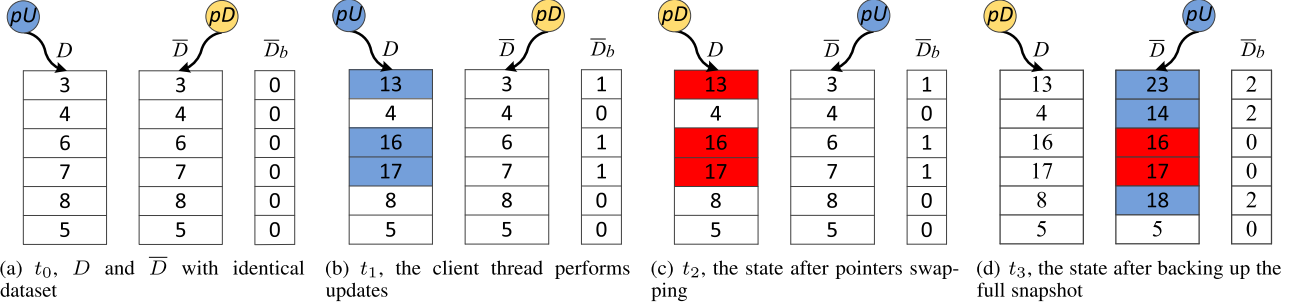 pU pD pU pD pD pU pD pU
D D̅ D̅b D D̅ D̅b D D̅ D̅b D D̅ D̅b
3 3 0 13 3 1 13 3 1 13 23 2
4 4 0 4 4 0 4 4 0 4 14 2
6 6 0 16 6 1 16 6 1 16 16 0
7 7 0 17 7 1 17 7 1 17 17 0
8 8 0 8 8 0 8 8 0 8 18 2
5 5 0 5 5 0 5 5 0 5 5 0
(a) t0, D and D̅ with identical
dataset
(b) t1, the client thread performs
updates
(c) t2, the state after pointers swap-
ping
(d) t3, the state after backing up the
full snapshot